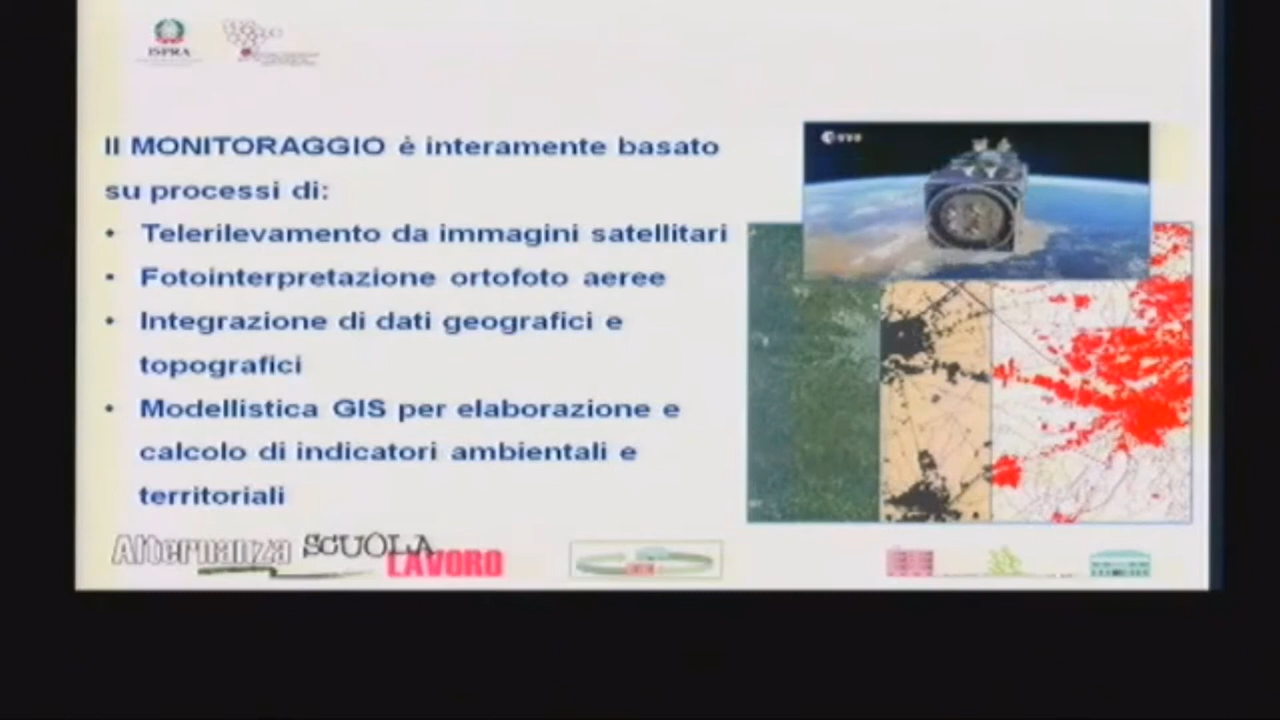 ISPRA
esa
Il MONITORAGGIO è interamente basato
su processi di:
• Telerilevamento da immagini satellitari
• Fotointerpretazione ortofoto aeree
• Integrazione di dati geografici e
topografici
• Modellistica GIS per elaborazione e
calcolo di indicatori ambientali e
territoriali
Alternanza SCUOLA
LAVORO